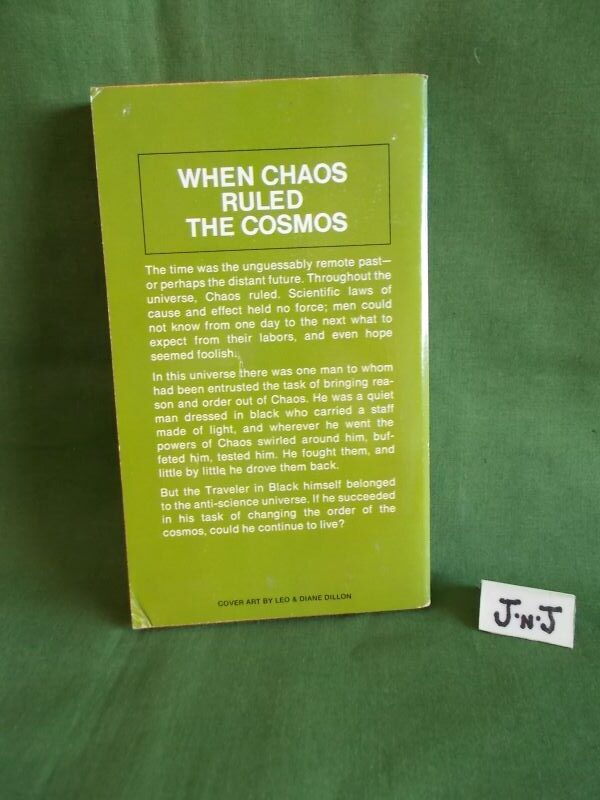 WHEN CHAOS
RULED
THE COSMOS
The time was the unguessably remote past—
or perhaps the distant future. Throughout the
universe, Chaos ruled. Scientific laws of
cause and effect held no force; men could
not know from one day to the next what to
expect from their labors, and even hope
seemed foolish.
In this universe there was one man to whom
had been entrusted the task of bringing rea-
son and order out of Chaos. He was a quiet
man dressed in black who carried a staff
made of light, and wherever he went the
powers of Chaos swirled around him, buf-
feted him, tested him. He fought them, and
little by little he drove them back.
But the Traveler in Black himself belonged
to the anti-science universe. If he succeeded
in his task of changing the order of the
cosmos, could he continue to live?
COVER ART BY LEO & DIANE DILLON
J·N·J